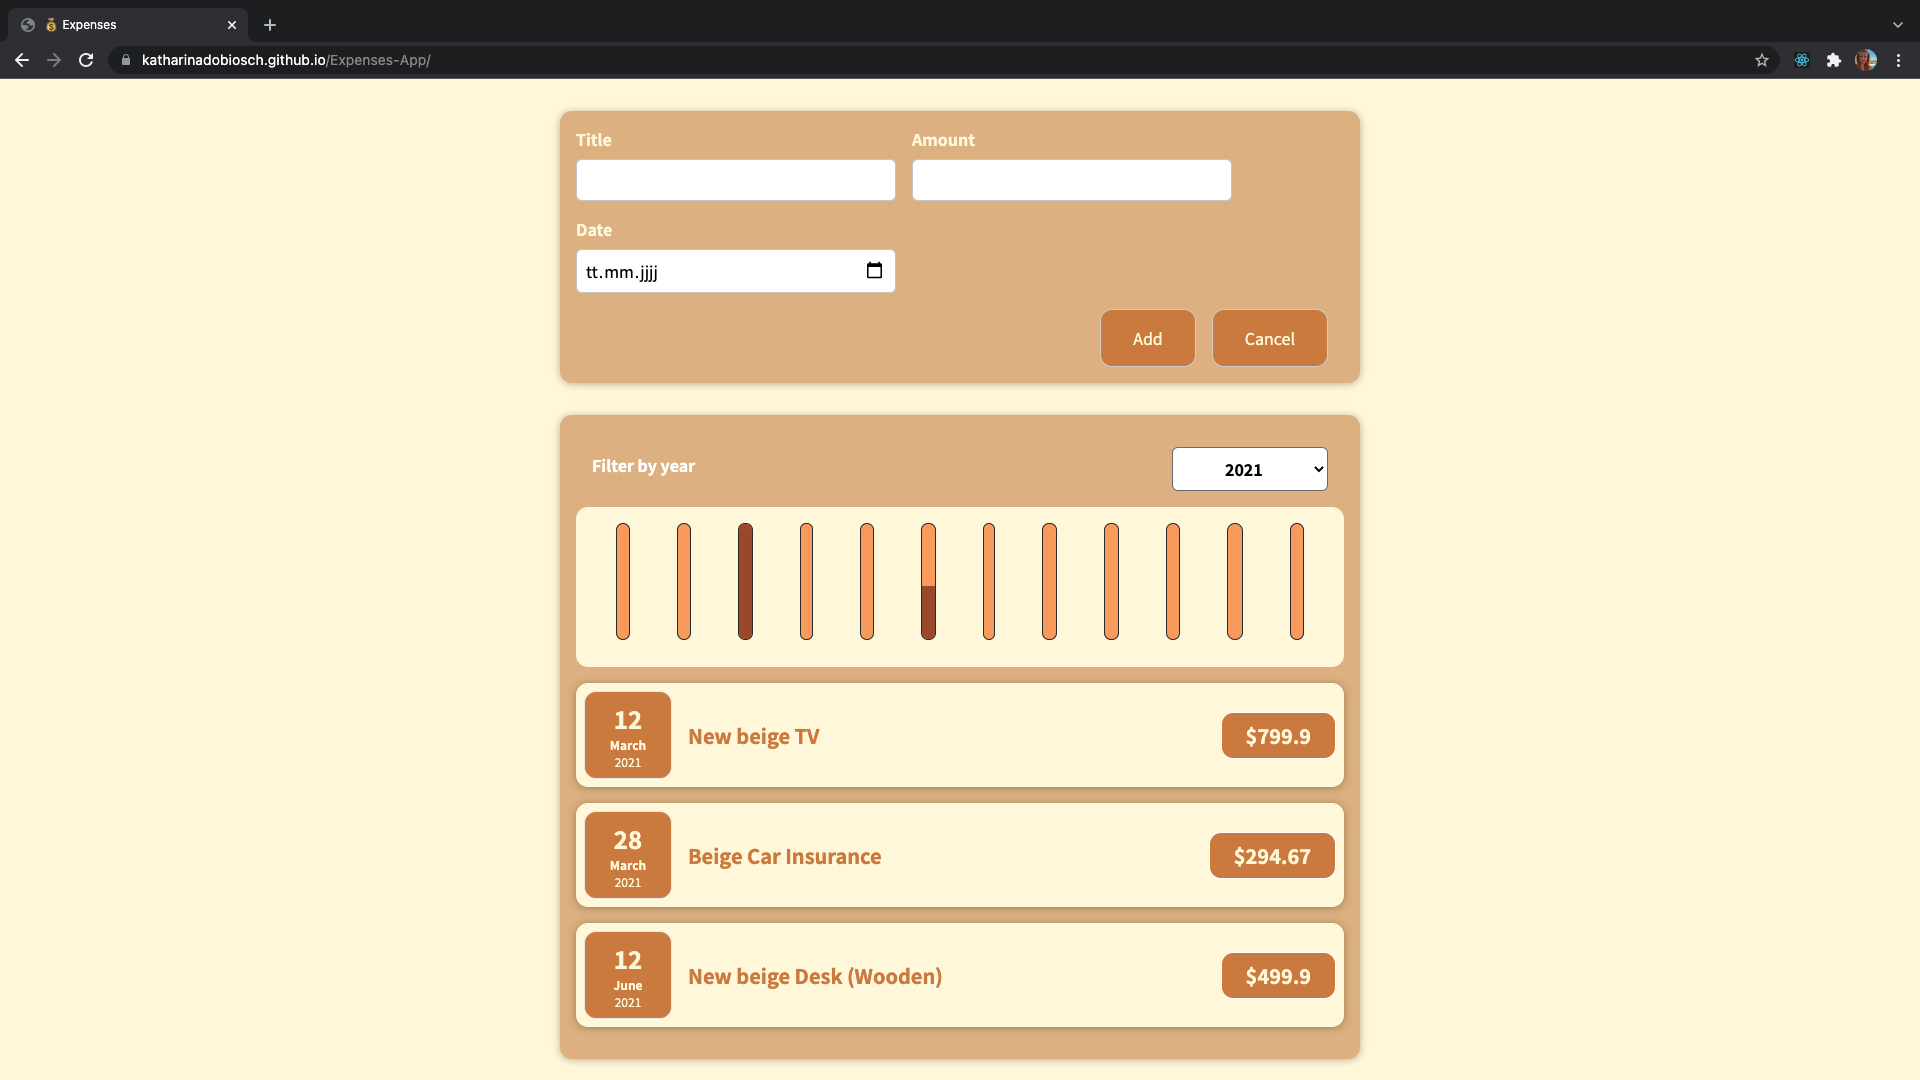 Expenses
katharinadobiosch.github.io/Expenses-App/
Title
Amount
Date
tt.mm.jjjj
Add
Cancel
Filter by year
2021
12
March
2021
New beige TV
$799.9
28
March
2021
Beige Car Insurance
$294.67
12
June
2021
New beige Desk (Wooden)
$499.9